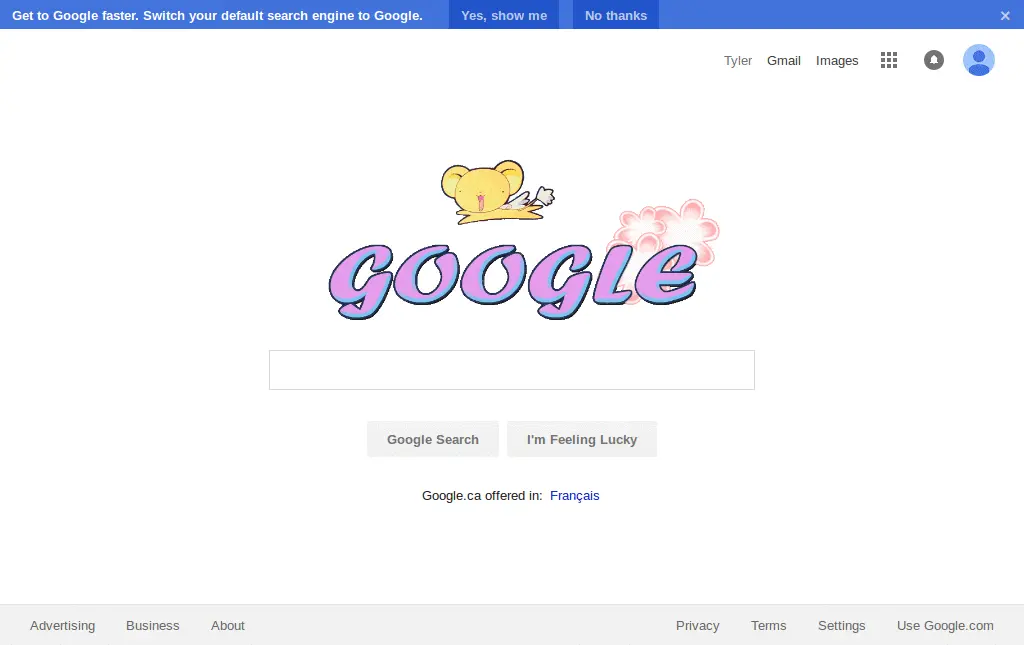 Get to Google faster. Switch your default search engine to Google. Yes, show me No thanks ×
Tyler Gmail Images
GOOGLE
Google Search I'm Feeling Lucky
Google.ca offered in: Français
Advertising Business About Privacy Terms Settings Use Google.com